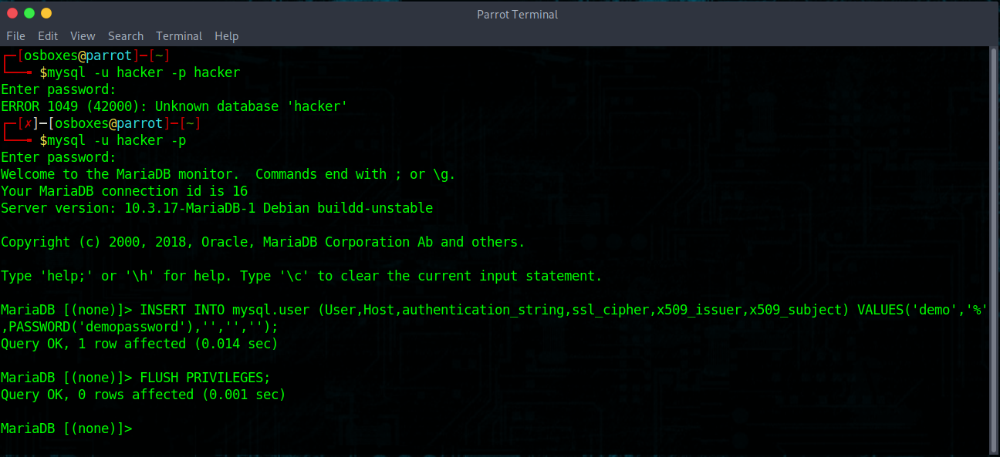 Parrot Terminal
File Edit View Search Terminal Help
┌─[osboxes@parrot]─[~]
└──╼ $mysql -u hacker -p hacker
Enter password:
ERROR 1049 (42000): Unknown database 'hacker'
┌─[✗]─[osboxes@parrot]─[~]
└──╼ $mysql -u hacker -p
Enter password:
Welcome to the MariaDB monitor.  Commands end with ; or \g.
Your MariaDB connection id is 16
Server version: 10.3.17-MariaDB-1 Debian buildd-unstable
Copyright (c) 2000, 2018, Oracle, MariaDB Corporation Ab and others.
Type 'help;' or '\h' for help. Type '\c' to clear the current input statement.
MariaDB [(none)]> INSERT INTO mysql.user (User,Host,authentication_string,ssl_cipher,x509_issuer,x509_subject) VALUES('demo','%'
,PASSWORD('demopassword'),'','','');
Query OK, 1 row affected (0.014 sec)
MariaDB [(none)]> FLUSH PRIVILEGES;
Query OK, 0 rows affected (0.001 sec)
MariaDB [(none)]>